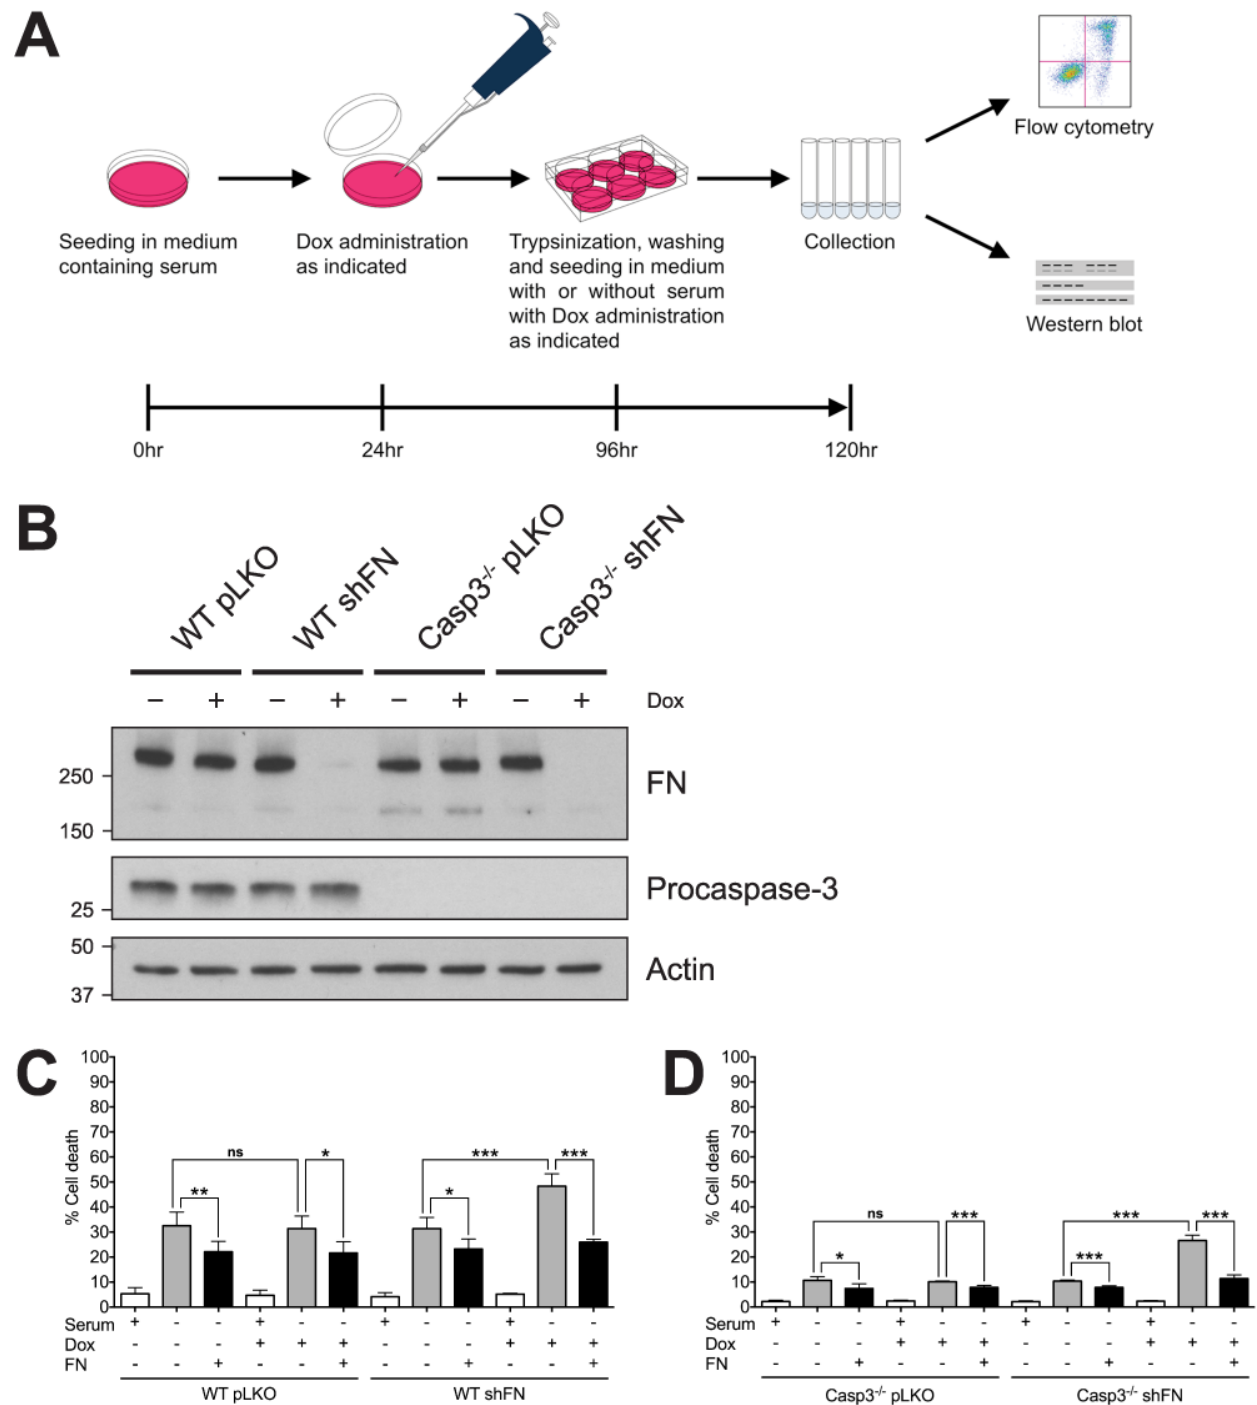 A
Flow cytometry
Seeding in medium
containing serum
Dox administration
as indicated
Trypsinization, washing
and seeding in medium
with or without serum
with Dox administration
as indicated
Collection
Western blot
0hr
24hr
96hr
120hr
B
WT pLKO
WT shFN
Casp3-/- pLKO
Casp3-/- shFN
− + − + − + − + Dox
250
150
FN
25
Procaspase-3
50
37
Actin
C
% Cell death
100
90
80
70
60
50
40
30
20
10
0
ns
**
*
***
*
***
Serum + - - + - - + - - + - -
Dox - - - + + + - - - + + +
FN - - + - - + - - + - - +
WT pLKO
WT shFN
D
% Cell death
100
90
80
70
60
50
40
30
20
10
0
ns
*
***
***
***
***
Serum + - - + - - + - - + - -
Dox - - - + + + - - - + + +
FN - - + - - + - - + - - +
Casp3-/- pLKO
Casp3-/- shFN